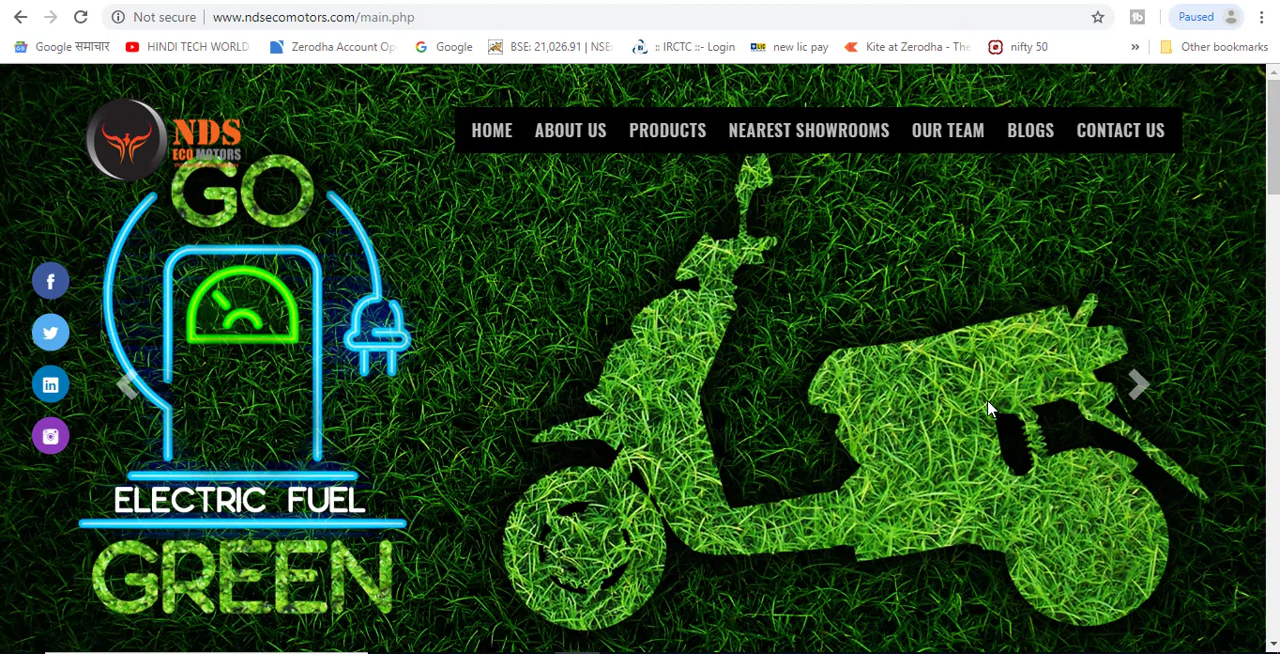 Not secure | www.ndsecomotors.com/main.php Paused
Google समाचार HINDI TECH WORLD Zerodha Account Op Google BSE: 21,026.91 | NSE: :: IRCTC ::- Login new lic pay Kite at Zerodha - The nifty 50 » Other bookmarks
NDS
ECO MOTORS
HOME ABOUT US PRODUCTS NEAREST SHOWROOMS OUR TEAM BLOGS CONTACT US
GO
ELECTRIC FUEL
GREEN